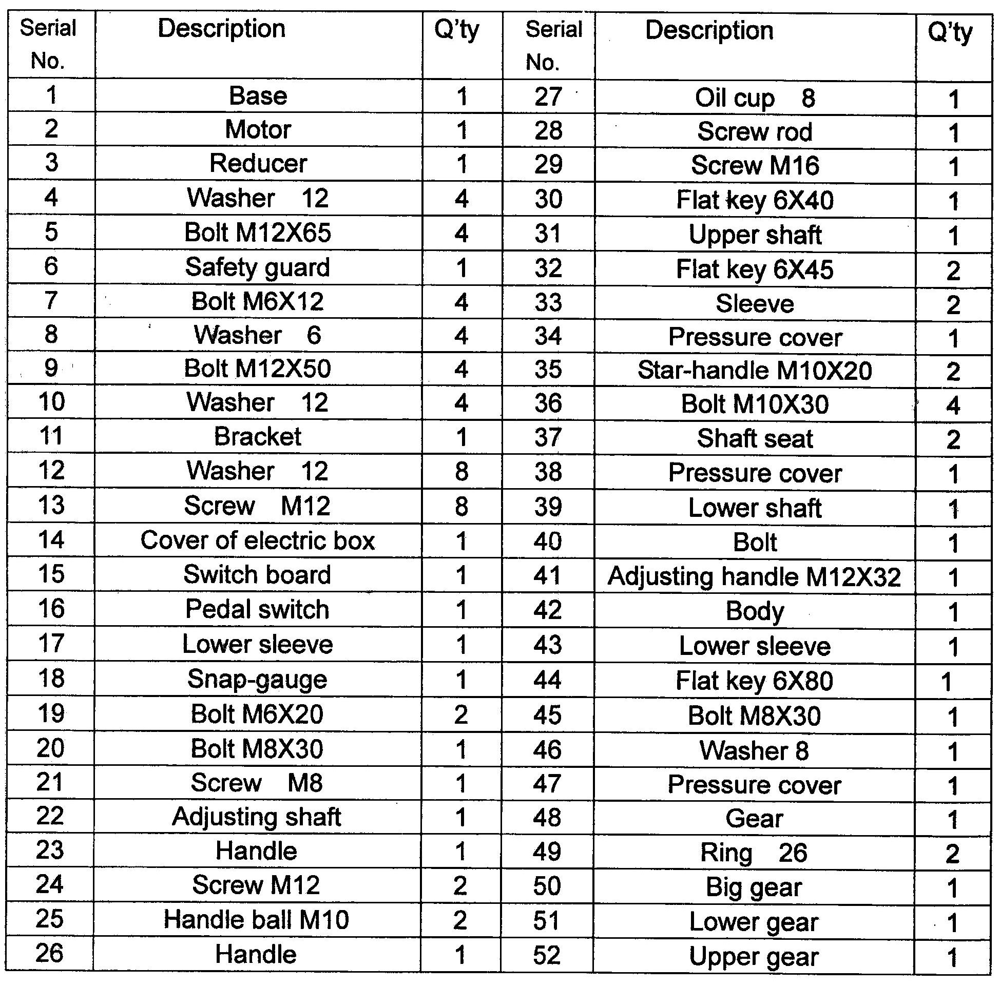 Serial No. Description Q'ty Serial No. Description Q'ty
1 Base 1 27 Oil cup 8 1
2 Motor 1 28 Screw rod 1
3 Reducer 1 29 Screw M16 1
4 Washer 12 4 30 Flat key 6X40 1
5 Bolt M12X65 4 31 Upper shaft 1
6 Safety guard 1 32 Flat key 6X45 2
7 Bolt M6X12 4 33 Sleeve 2
8 Washer 6 4 34 Pressure cover 1
9 Bolt M12X50 4 35 Star-handle M10X20 2
10 Washer 12 4 36 Bolt M10X30 4
11 Bracket 1 37 Shaft seat 2
12 Washer 12 8 38 Pressure cover 1
13 Screw M12 8 39 Lower shaft 1
14 Cover of electric box 1 40 Bolt 1
15 Switch board 1 41 Adjusting handle M12X32 1
16 Pedal switch 1 42 Body 1
17 Lower sleeve 1 43 Lower sleeve 1
18 Snap-gauge 1 44 Flat key 6X80 1
19 Bolt M6X20 2 45 Bolt M8X30 1
20 Bolt M8X30 1 46 Washer 8 1
21 Screw M8 1 47 Pressure cover 1
22 Adjusting shaft 1 48 Gear 1
23 Handle 1 49 Ring 26 2
24 Screw M12 2 50 Big gear 1
25 Handle ball M10 2 51 Lower gear 1
26 Handle 1 52 Upper gear 1